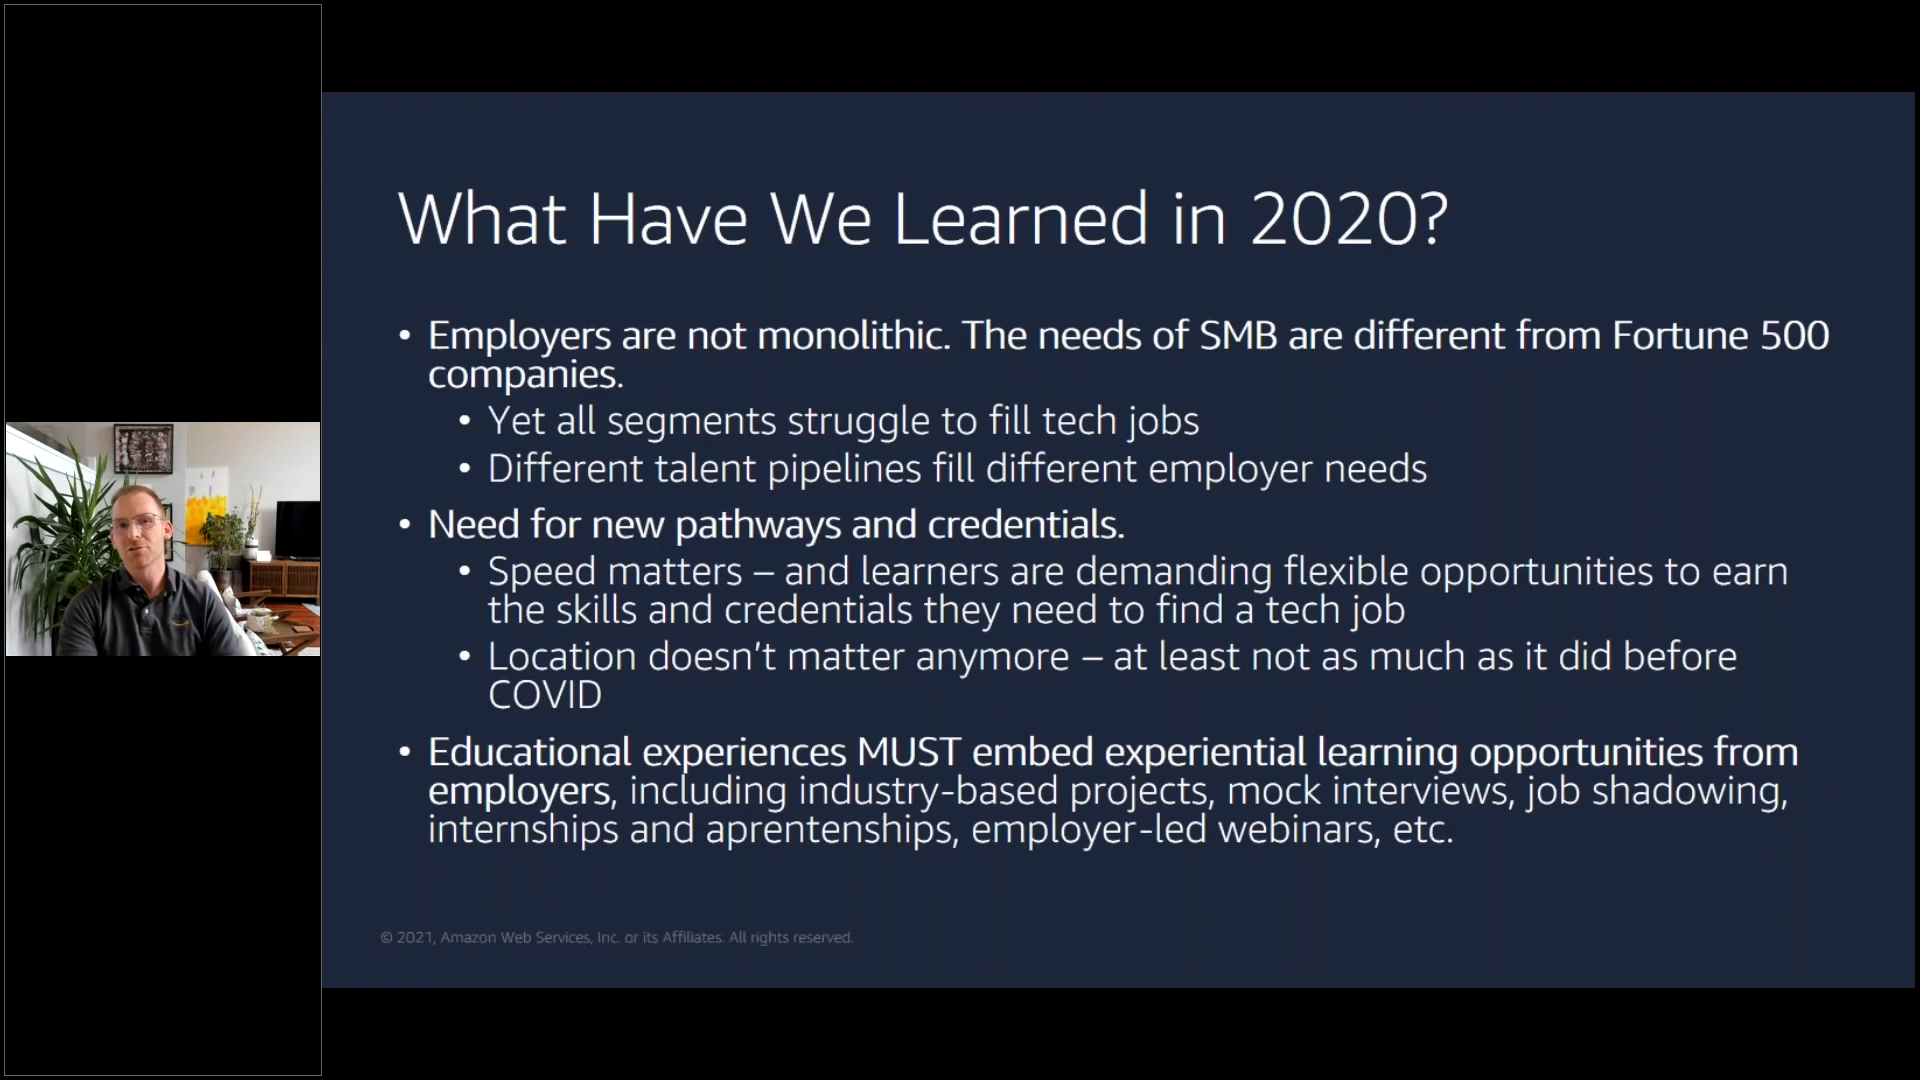 What Have We Learned in 2020?
• Employers are not monolithic. The needs of SMB are different from Fortune 500
companies.
• Yet all segments struggle to fill tech jobs
• Different talent pipelines fill different employer needs
• Need for new pathways and credentials.
• Speed matters – and learners are demanding flexible opportunities to earn
the skills and credentials they need to find a tech job
• Location doesn't matter anymore – at least not as much as it did before
COVID
• Educational experiences MUST embed experiential learning opportunities from
employers, including industry-based projects, mock interviews, job shadowing,
internships and aprentenships, employer-led webinars, etc.
© 2021, Amazon Web Services, Inc. or its Affiliates. All rights reserved.